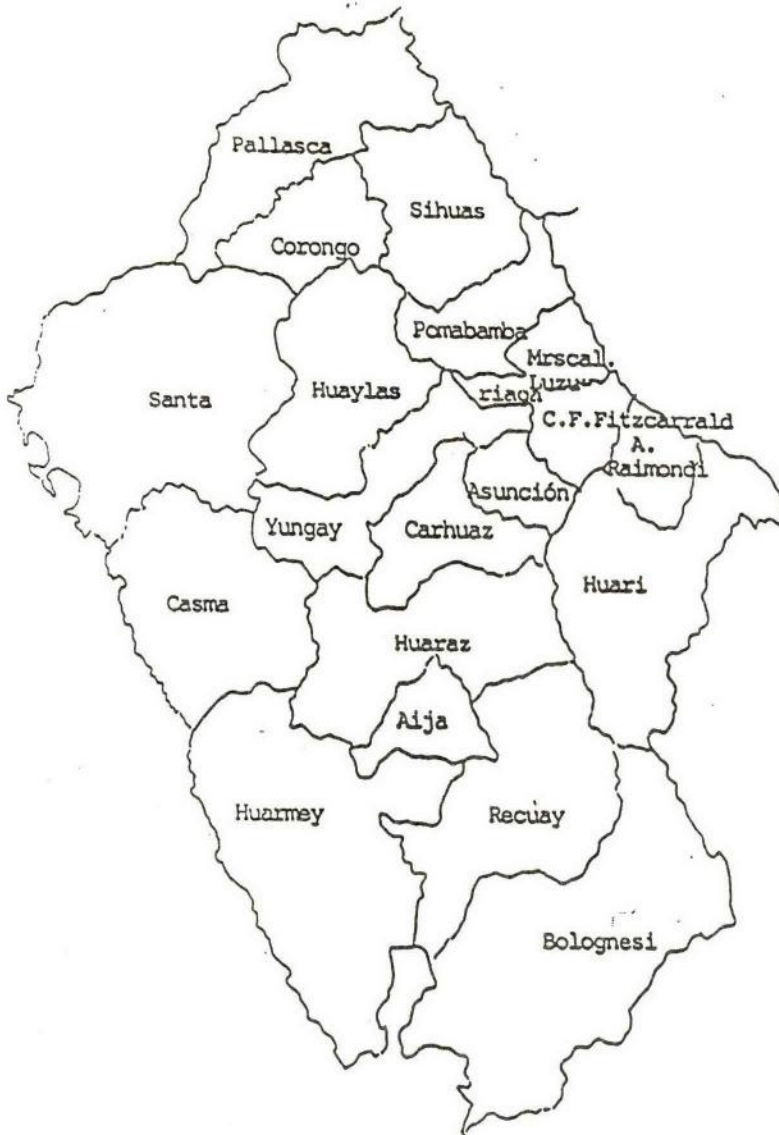 Pallasca
Sihuas
Corongo
Pomabamba
Mrscal.
Luzu
riaga
Santa
Huaylas
C.F.Fitzcarrald
A.
Raimondi
Asunción
Yungay
Carhuaz
Huari
Casma
Huaraz
Aija
Huarmey
Recuay
Bolognesi